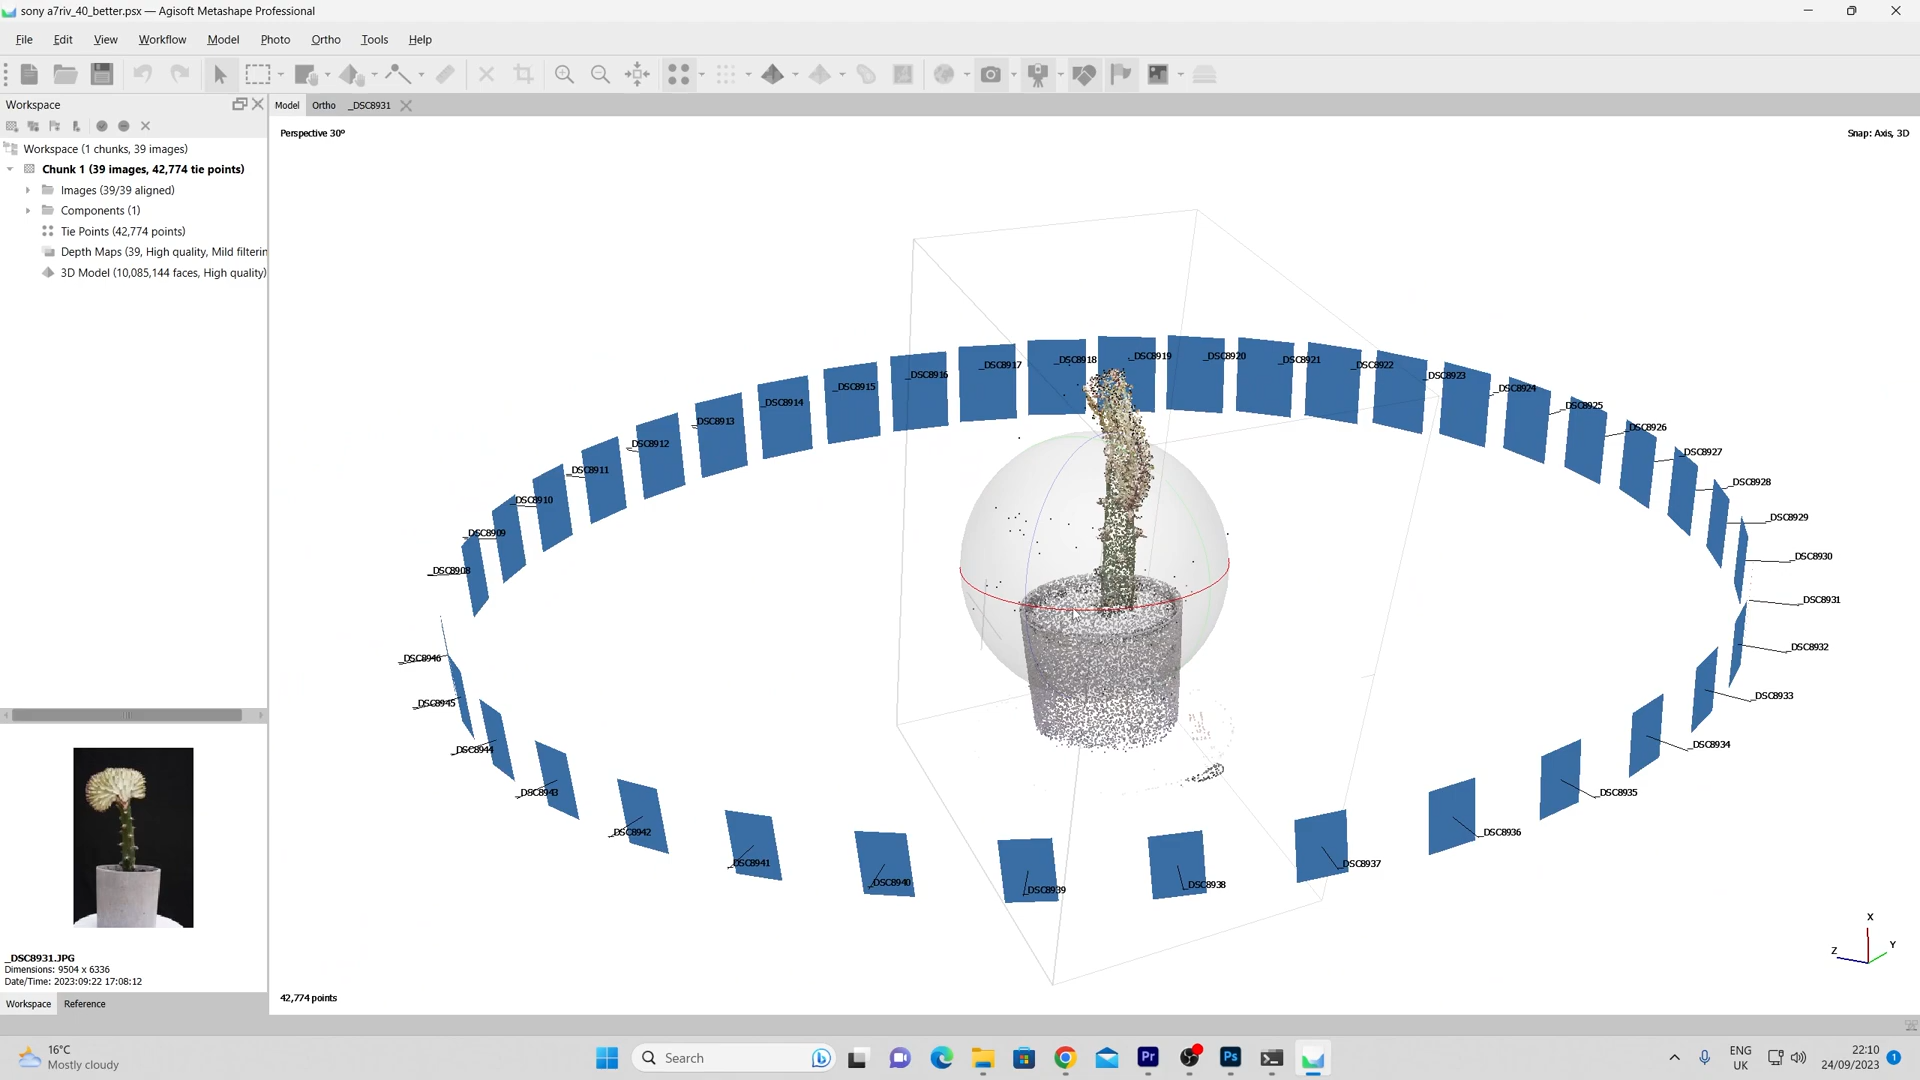 sony a7riv_40_better.psx — Agisoft Metashape Professional
File Edit View Workflow Model Photo Ortho Tools Help
Workspace
Model Ortho _DSC8931
Perspective 30°
Snap: Axis, 3D
Workspace (1 chunks, 39 images)
Chunk 1 (39 images, 42,774 tie points)
Images (39/39 aligned)
Components (1)
Tie Points (42,774 points)
Depth Maps (39, High quality, Mild filterin
3D Model (10,085,144 faces, High quality)
_DSC8908
_DSC8909
_DSC8910
_DSC8911
_DSC8912
_DSC8913
_DSC8914
_DSC8915
_DSC8916
_DSC8917
_DSC8918
_DSC8919
_DSC8920
_DSC8921
_DSC8922
_DSC8923
_DSC8924
_DSC8925
_DSC8926
_DSC8927
_DSC8928
_DSC8929
_DSC8930
_DSC8931
_DSC8932
_DSC8933
_DSC8934
_DSC8935
_DSC8936
_DSC8937
_DSC8938
_DSC8939
_DSC8940
_DSC8941
_DSC8942
_DSC8943
_DSC8944
_DSC8945
_DSC8946
X
Y
Z
42,774 points
_DSC8931.JPG
Dimensions: 9504 x 6336
Date/Time: 2023:09:22 17:08:12
Workspace Reference
16°C
Mostly cloudy
Search
Pr
Ps
ENG
UK
22:10
24/09/2023
1